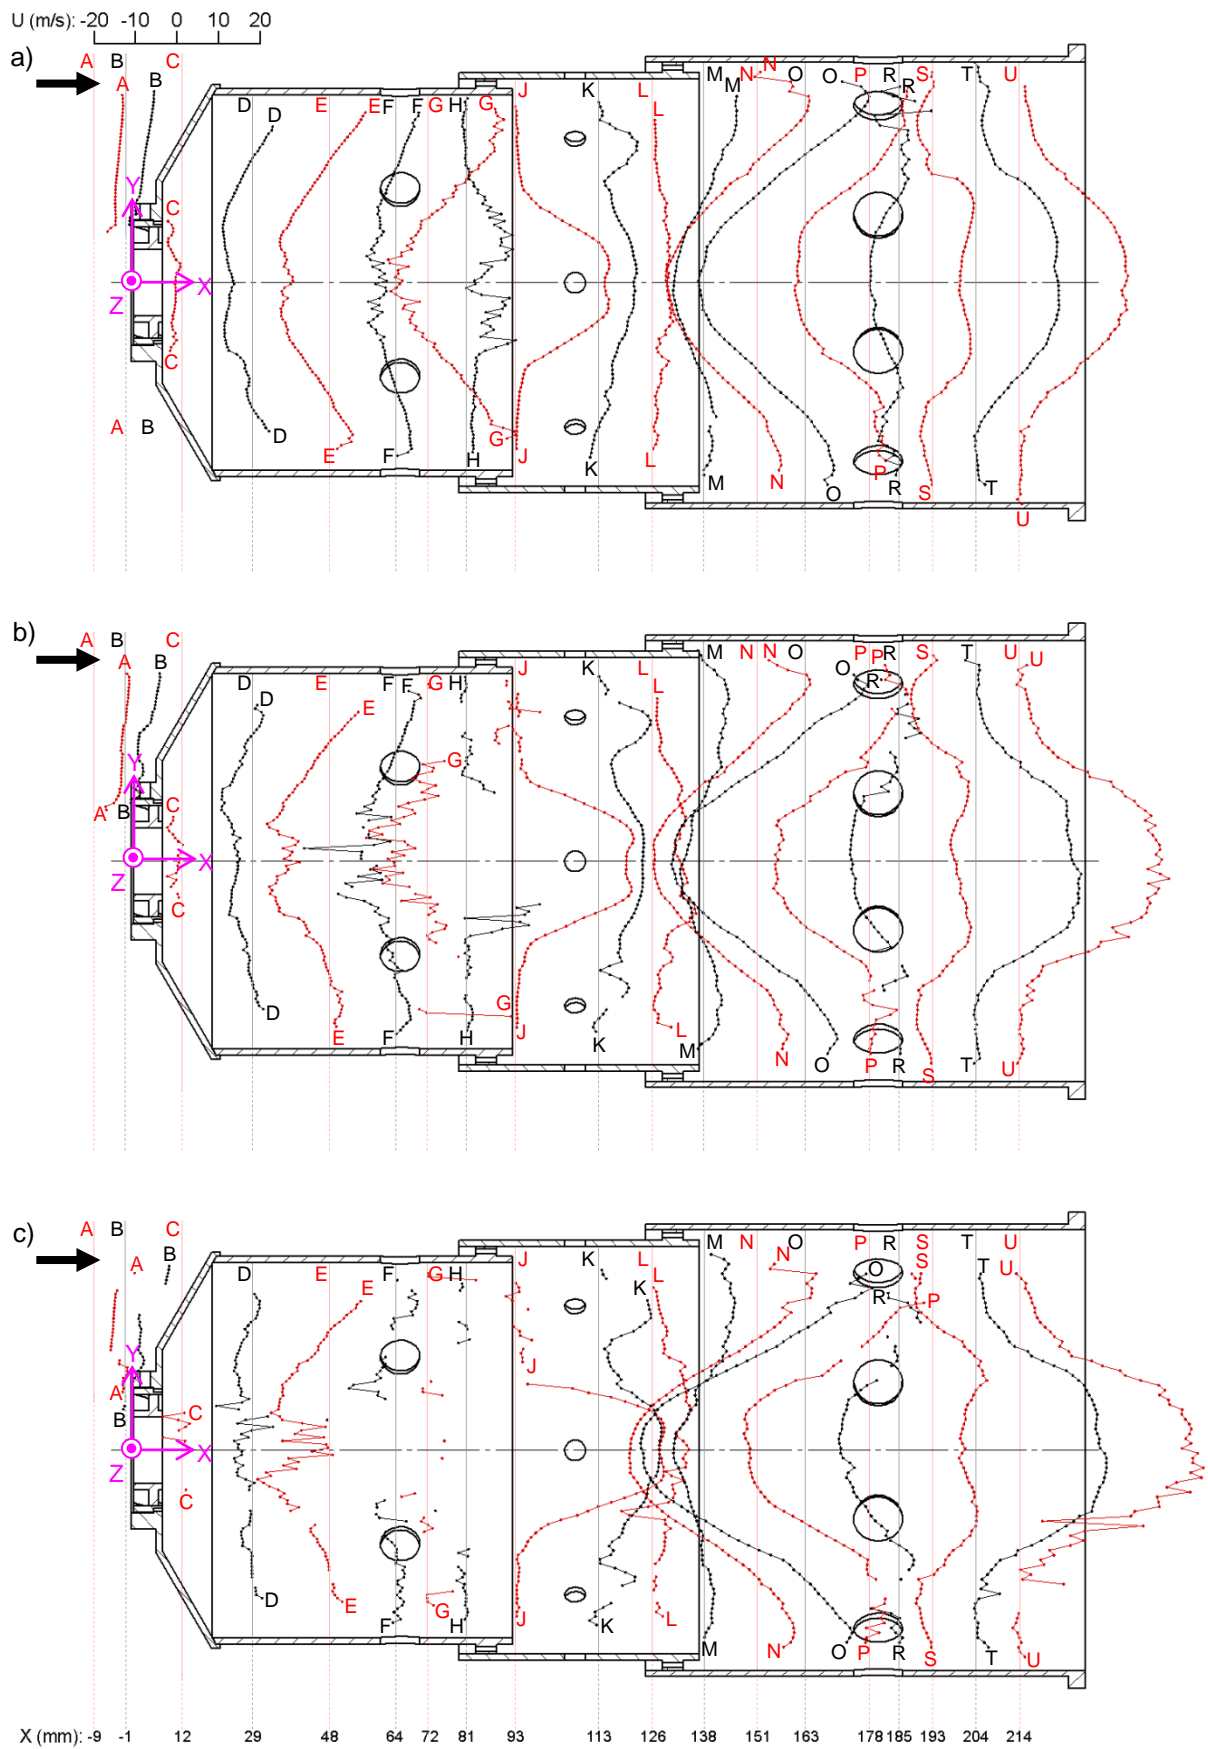 U (m/s): -20 -10 0 10 20
a)
A B C
A B
D E F G H J K L M N O P R S T U
D E F G L M N O R
Y
C
Z X
C
A B
D E F G H J K L M N O P R S T U
b)
A B C
A B
D E F G H J K L M N N O P P R S T U U
D E F L O R
G
Y
A B C
Z X
C
D E F G H J K L M N O P R S T U
c)
A B C
A B
D E F G H J K L M N O P R S T U
E K L N O R P S U
J
Y
A B C
Z X
C
D E F G H J K L M N O P R S T U
X (mm): -9 -1 12 29 48 64 72 81 93 113 126 138 151 163 178 185 193 204 214